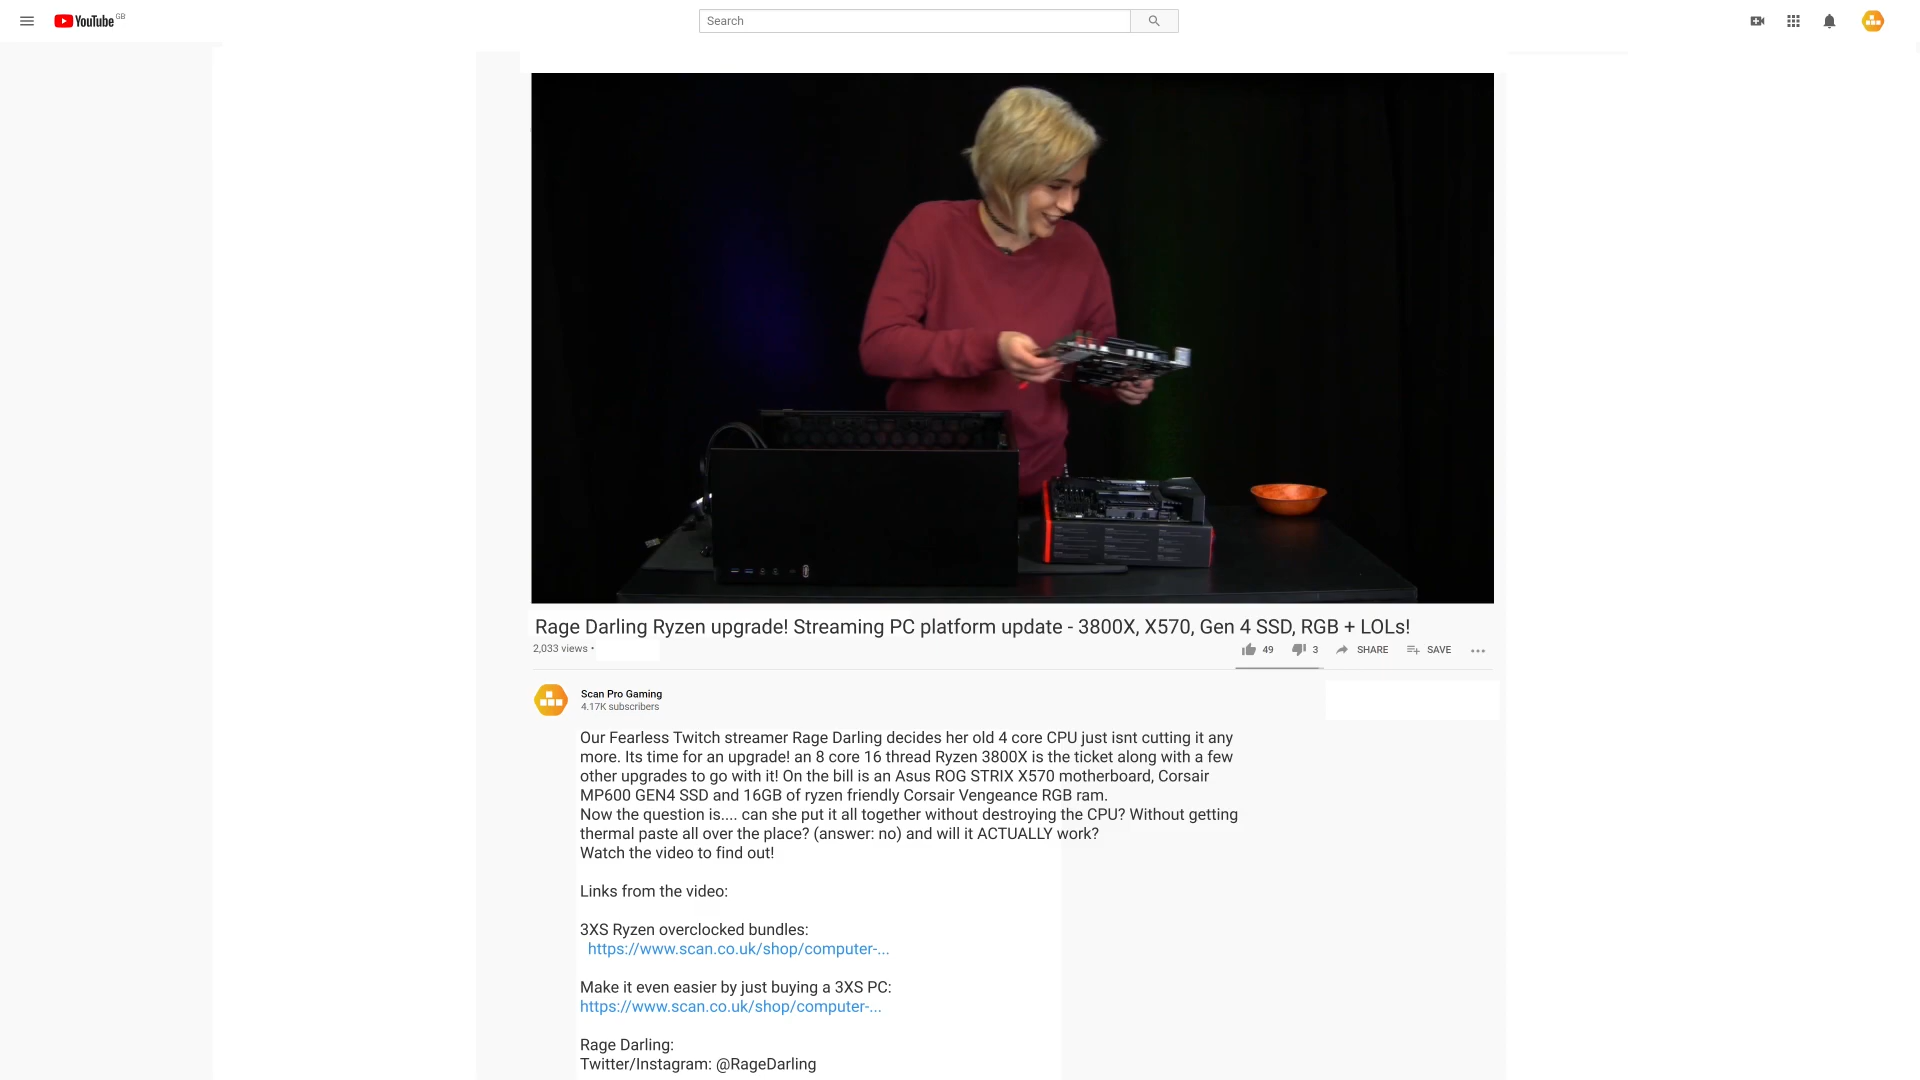 YouTube GB
Search
Rage Darling Ryzen upgrade! Streaming PC platform update - 3800X, X570, Gen 4 SSD, RGB + LOLs!
2,033 views •
49 3 SHARE SAVE
Scan Pro Gaming
4.17K subscribers
Our Fearless Twitch streamer Rage Darling decides her old 4 core CPU just isnt cutting it any
more. Its time for an upgrade! an 8 core 16 thread Ryzen 3800X is the ticket along with a few
other upgrades to go with it! On the bill is an Asus ROG STRIX X570 motherboard, Corsair
MP600 GEN4 SSD and 16GB of ryzen friendly Corsair Vengeance RGB ram.
Now the question is.... can she put it all together without destroying the CPU? Without getting
thermal paste all over the place? (answer: no) and will it ACTUALLY work?
Watch the video to find out!
Links from the video:
3XS Ryzen overclocked bundles:
https://www.scan.co.uk/shop/computer-...
Make it even easier by just buying a 3XS PC:
https://www.scan.co.uk/shop/computer-...
Rage Darling:
Twitter/Instagram: @RageDarling